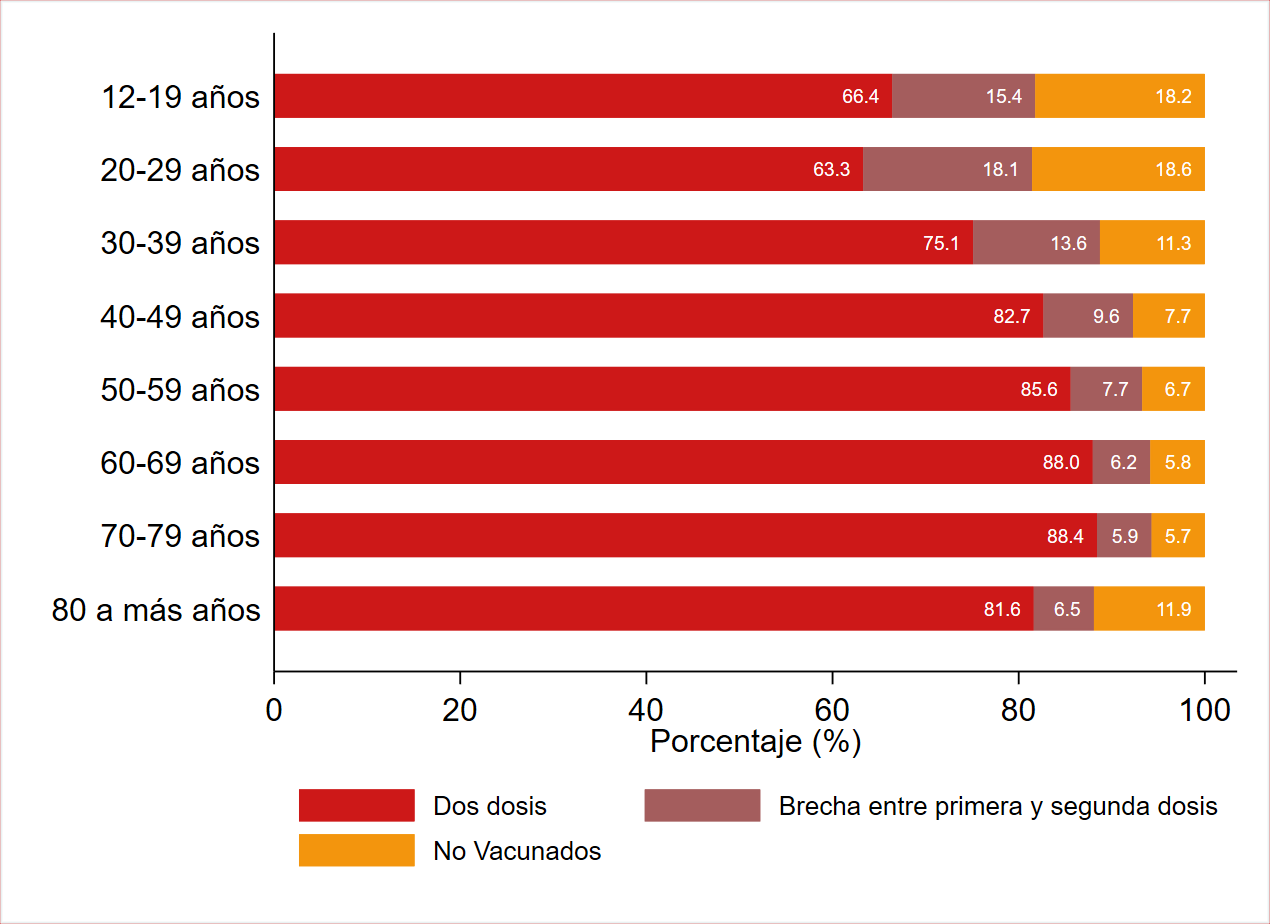 12-19 años 66.4 15.4 18.2
20-29 años 63.3 18.1 18.6
30-39 años 75.1 13.6 11.3
40-49 años 82.7 9.6 7.7
50-59 años 85.6 7.7 6.7
60-69 años 88.0 6.2 5.8
70-79 años 88.4 5.9 5.7
80 a más años 81.6 6.5 11.9
0 20 40 60 80 100
Porcentaje (%)
Dos dosis Brecha entre primera y segunda dosis
No Vacunados